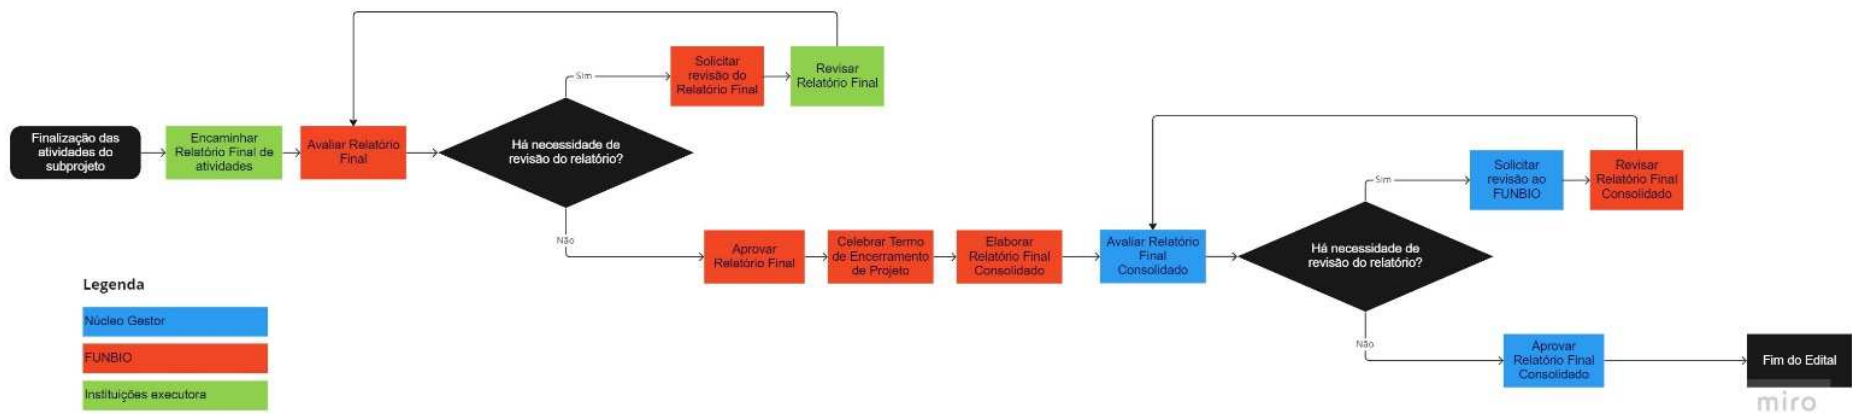 Finalização das
atividades do
subprojeto
Encaminhar
Relatório Final de
atividades
Avaliar Relatório
Final
Há necessidade de
revisão do relatório?
Sim
Solicitar
revisão do
Relatório Final
Revisar
Relatório Final
Não
Aprovar
Relatório Final
Celebrar Termo
de Encerramento
de Projeto
Elaborar
Relatório Final
Consolidado
Avaliar Relatório
Final
Consolidado
Há necessidade de
revisão do relatório?
Sim
Solicitar
revisão ao
FUNBIO
Revisar
Relatório Final
Consolidado
Não
Aprovar
Relatório Final
Consolidado
Fim do Edital
Legenda
Núcleo Gestor
FUNBIO
Instituições executora
miro